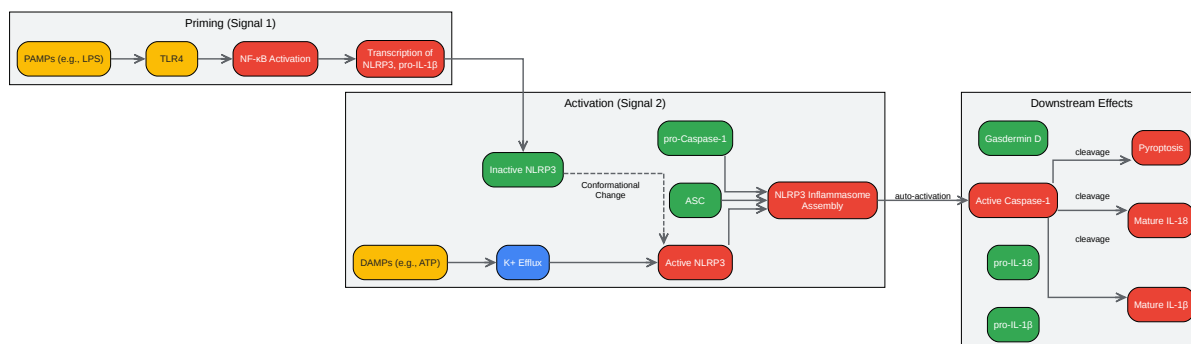 Priming (Signal 1)
PAMPs (e.g., LPS)
TLR4
NF-κB Activation
Transcription of
NLRP3, pro-IL-1β
Activation (Signal 2)
pro-Caspase-1
Inactive NLRP3
Conformational
Change
ASC
NLRP3 Inflammasome
Assembly
DAMPs (e.g., ATP)
K+ Efflux
Active NLRP3
auto-activation
Downstream Effects
Gasdermin D
cleavage
Pyroptosis
Active Caspase-1
cleavage
Mature IL-18
cleavage
pro-IL-18
Mature IL-1β
pro-IL-1β